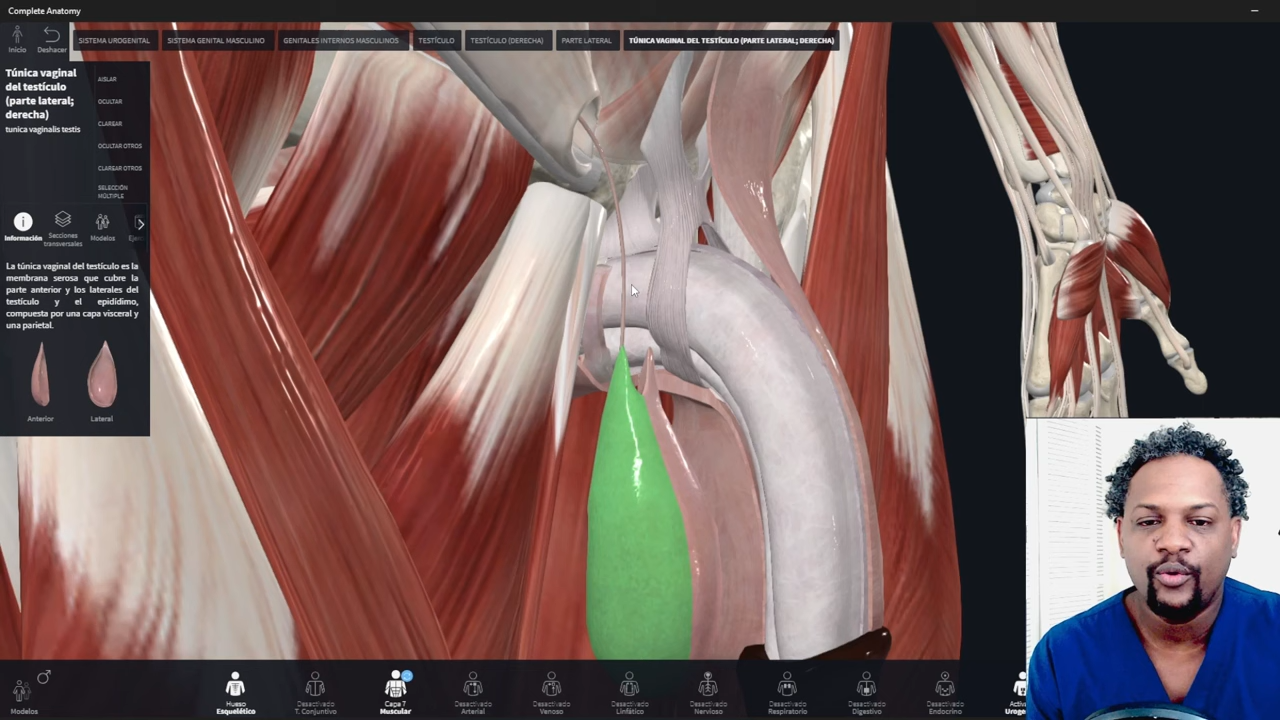 Complete Anatomy
Inicio
Deshacer
SISTEMA UROGENITAL
SISTEMA GENITAL MASCULINO
GENITALES INTERNOS MASCULINOS
TESTÍCULO
TESTÍCULO (DERECHA)
PARTE LATERAL
TÚNICA VAGINAL DEL TESTÍCULO (PARTE LATERAL; DERECHA)
Túnica vaginal
del testículo
(parte lateral;
derecha)
tunica vaginalis testis
AISLAR
OCULTAR
CLAREAR
OCULTAR OTROS
CLAREAR OTROS
SELECCIÓN
MÚLTIPLE
Información
Secciones
transversales
Modelos
La túnica vaginal del testículo es la
membrana serosa que cubre la
parte anterior y los laterales del
testículo y el epidídimo,
compuesta por una capa visceral y
una parietal.
Anterior
Lateral
Modelos
Hueso
Esquelético
Desactivado
T. Conjuntivo
Capa 7
Muscular
Desactivado
Arterial
Desactivado
Venoso
Desactivado
Linfático
Desactivado
Nervioso
Desactivado
Respiratorio
Desactivado
Digestivo
Desactivado
Endocrino